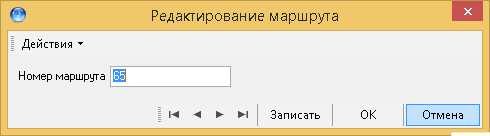 Редактирование маршрута
Действия
Номер маршрута 65
Записать OK Отмена